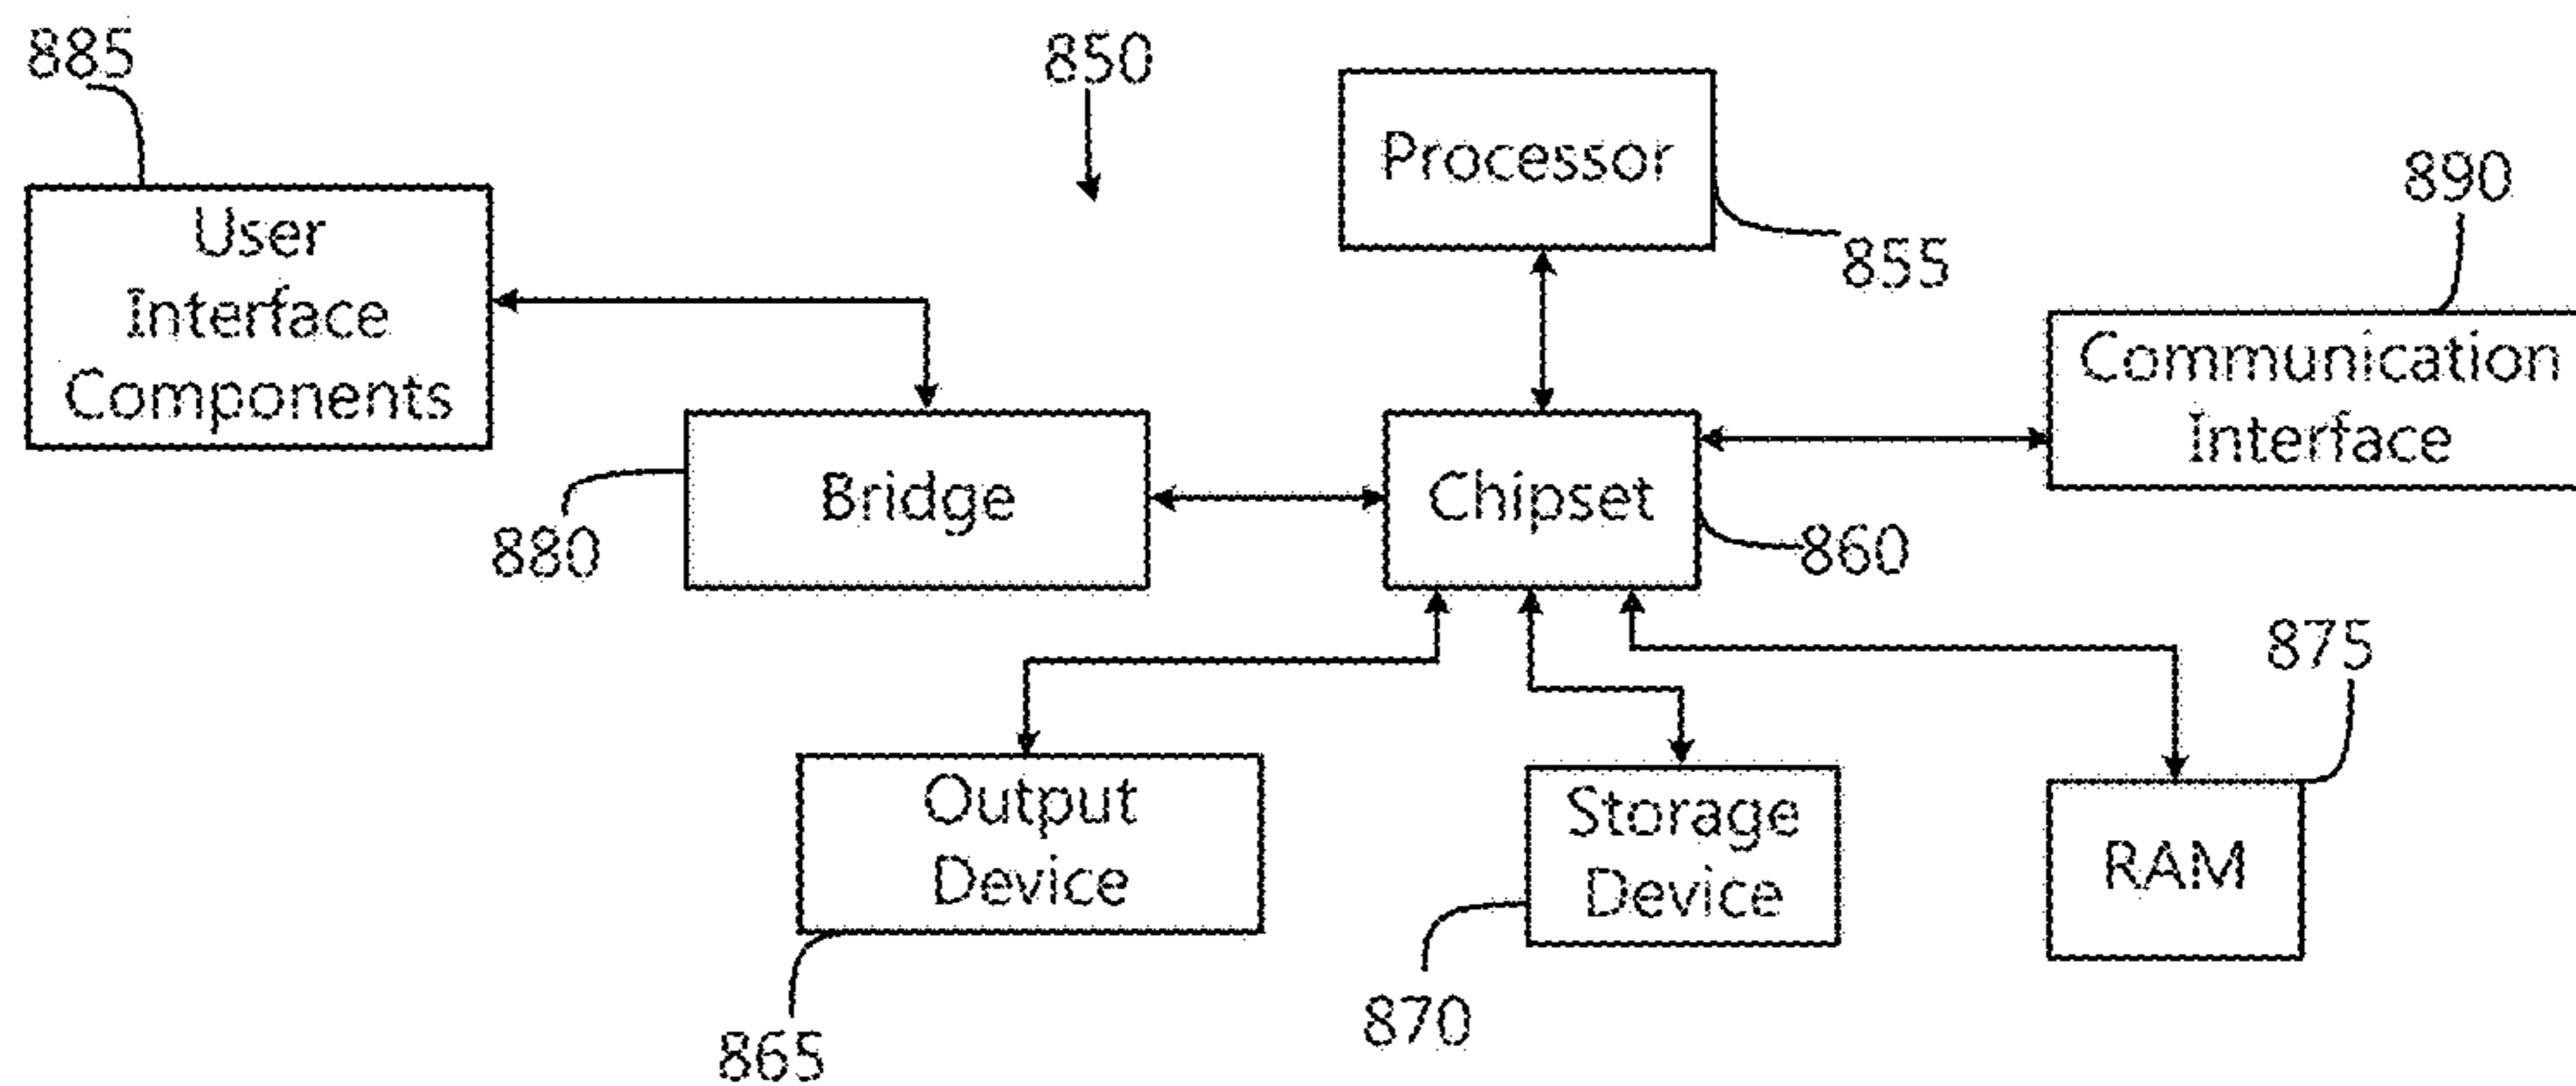 885
850
Processor
855
890
User
Interface
Components
Communication
Interface
Bridge
880
Chipset
860
875
Output
Device
865
Storage
Device
870
RAM